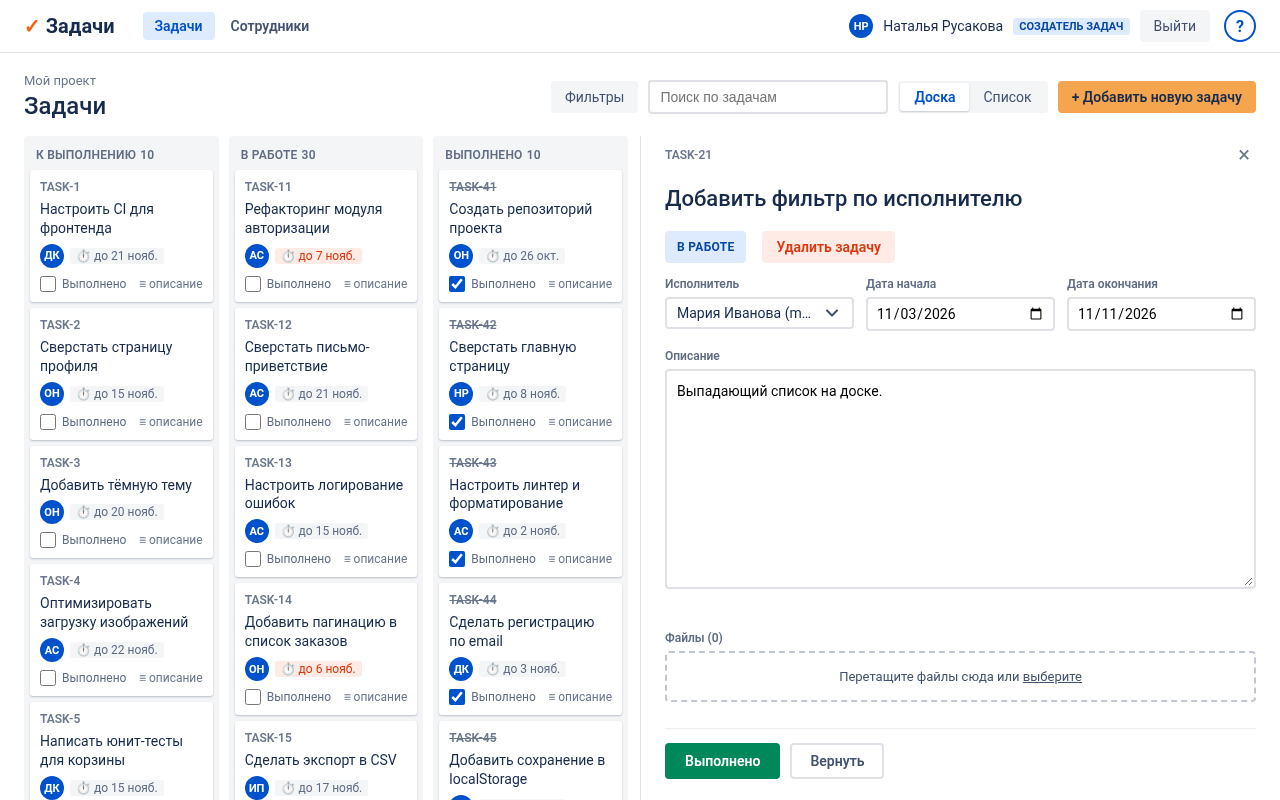 ✓ Задачи
Задачи
Сотрудники
НР
Наталья Русакова
СОЗДАТЕЛЬ ЗАДАЧ
Выйти
?
Мой проект
Задачи
Фильтры
Поиск по задачам
Доска
Список
+ Добавить новую задачу
К ВЫПОЛНЕНИЮ 10
TASK-1
Настроить CI для
фронтенда
ДК
до 21 нояб.
Выполнено
≡ описание
TASK-2
Сверстать страницу
профиля
ОН
до 15 нояб.
Выполнено
≡ описание
TASK-3
Добавить тёмную тему
ОН
до 20 нояб.
Выполнено
≡ описание
TASK-4
Оптимизировать
загрузку изображений
АС
до 22 нояб.
Выполнено
≡ описание
TASK-5
Написать юнит-тесты
для корзины
ДК
до 15 нояб.
В РАБОТЕ 30
TASK-11
Рефакторинг модуля
авторизации
АС
до 7 нояб.
Выполнено
≡ описание
TASK-12
Сверстать письмо-
приветствие
АС
до 21 нояб.
Выполнено
≡ описание
TASK-13
Настроить логирование
ошибок
АС
до 15 нояб.
Выполнено
≡ описание
TASK-14
Добавить пагинацию в
список заказов
ОН
до 6 нояб.
Выполнено
≡ описание
TASK-15
Сделать экспорт в CSV
ИП
до 17 нояб.
ВЫПОЛНЕНО 10
TASK-41
Создать репозиторий
проекта
ОН
до 26 окт.
Выполнено
≡ описание
TASK-42
Сверстать главную
страницу
НР
до 8 нояб.
Выполнено
≡ описание
TASK-43
Настроить линтер и
форматирование
АС
до 2 нояб.
Выполнено
≡ описание
TASK-44
Сделать регистрацию
по email
ДК
до 3 нояб.
Выполнено
≡ описание
TASK-45
Добавить сохранение в
localStorage
TASK-21
Добавить фильтр по исполнителю
В РАБОТЕ
Удалить задачу
Исполнитель
Дата начала
Дата окончания
Мария Иванова (m...
11/03/2026
11/11/2026
Описание
Выпадающий список на доске.
Файлы (0)
Перетащите файлы сюда или выберите
Выполнено
Вернуть